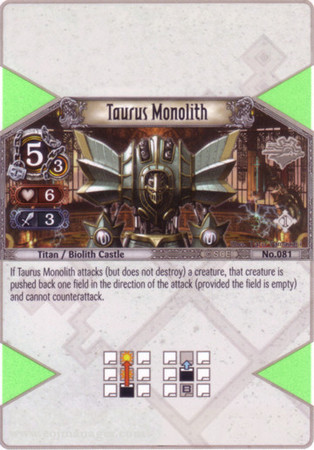 Taurus Monolith
5
3
6
3
1
Titan / Biolith Castle
No.081
If Taurus Monolith attacks (but does not destroy) a creature, that creature is
pushed back one field in the direction of the attack (provided the field is empty)
and cannot counterattack.